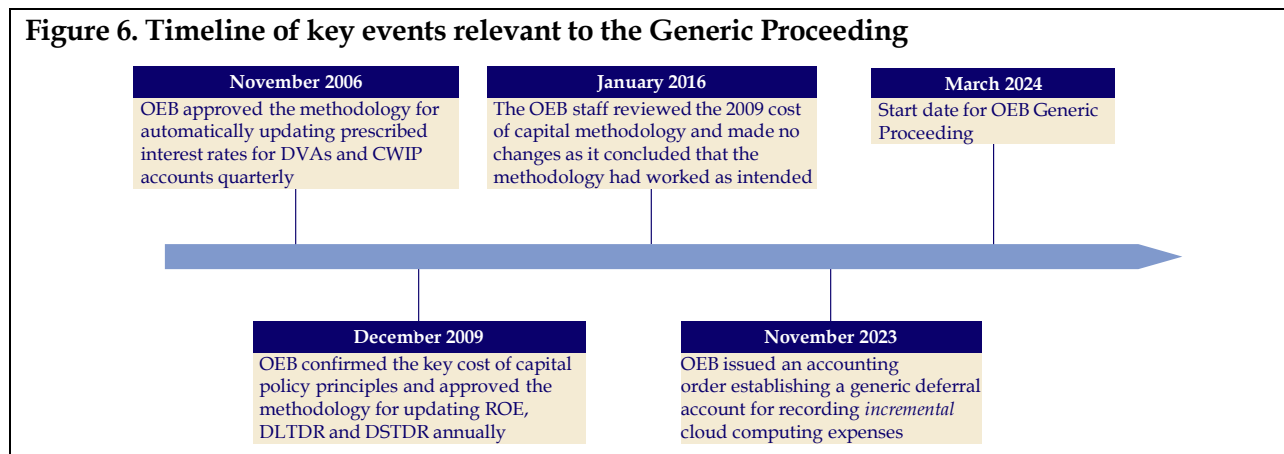 Figure 6. Timeline of key events relevant to the Generic Proceeding
November 2006
OEB approved the methodology for
automatically updating prescribed
interest rates for DVAs and CWIP
accounts quarterly
January 2016
The OEB staff reviewed the 2009 cost
of capital methodology and made no
changes as it concluded that the
methodology had worked as intended
March 2024
Start date for OEB Generic
Proceeding
December 2009
OEB confirmed the key cost of capital
policy principles and approved the
methodology for updating ROE,
DLTDR and DSTDR annually
November 2023
OEB issued an accounting
order establishing a generic deferral
account for recording incremental
cloud computing expenses